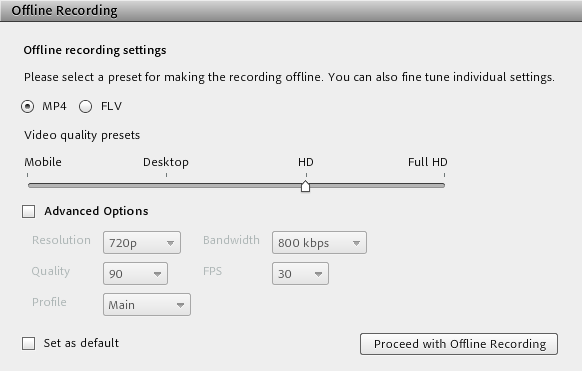 Offline Recording
Offline recording settings
Please select a preset for making the recording offline. You can also fine tune individual settings.
MP4 FLV
Video quality presets
Mobile Desktop HD Full HD
Advanced Options
Resolution 720p Bandwidth 800 kbps
Quality 90 FPS 30
Profile Main
Set as default Proceed with Offline Recording